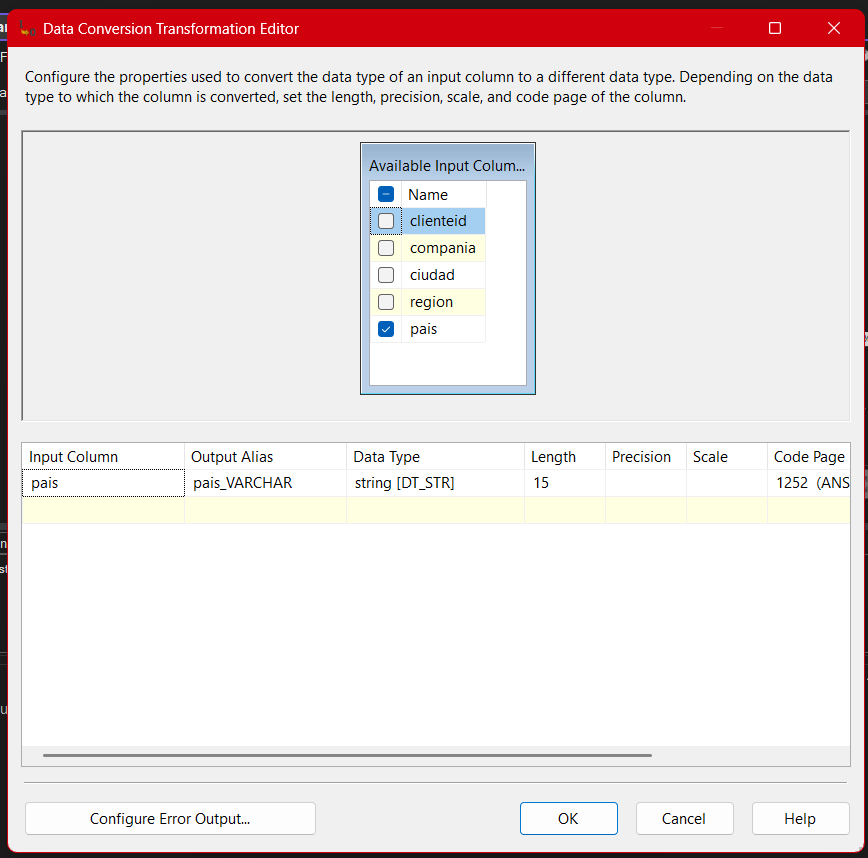 Data Conversion Transformation Editor
Configure the properties used to convert the data type of an input column to a different data type. Depending on the data
type to which the column is converted, set the length, precision, scale, and code page of the column.
Available Input Colum...
Name
clienteid
compania
ciudad
region
pais
Input Column Output Alias Data Type Length Precision Scale Code Page
pais pais_VARCHAR string [DT_STR] 15 1252 (ANS
Configure Error Output... OK Cancel Help